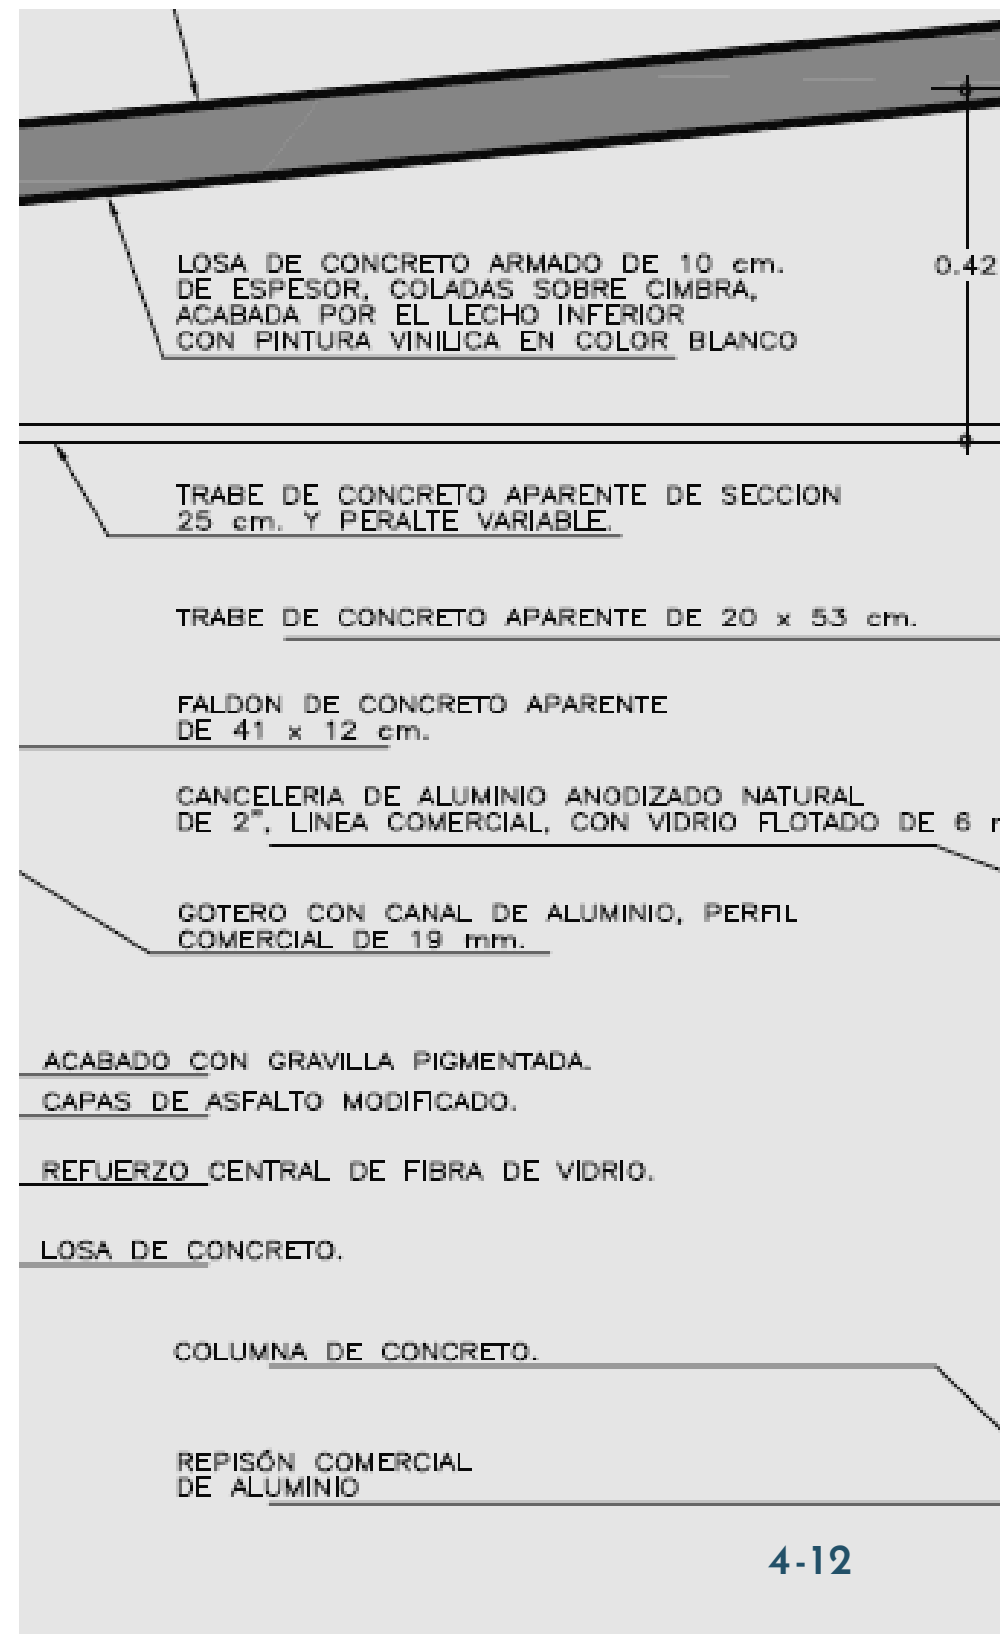 LOSA DE CONCRETO ARMADO DE 10 cm.
DE ESPESOR, COLADAS SOBRE CIMBRA,
ACABADA POR EL LECHO INFERIOR
CON PINTURA VINILICA EN COLOR BLANCO
0.42
TRABE DE CONCRETO APARENTE DE SECCION
25 cm. Y PERALTE VARIABLE.
TRABE DE CONCRETO APARENTE DE 20 x 53 cm.
FALDON DE CONCRETO APARENTE
DE 41 x 12 cm.
CANCELERIA DE ALUMINIO ANODIZADO NATURAL
DE 2", LINEA COMERCIAL, CON VIDRIO FLOTADO DE 6
GOTERO CON CANAL DE ALUMINIO, PERFIL
COMERCIAL DE 19 mm.
ACABADO CON GRAVILLA PIGMENTADA.
CAPAS DE ASFALTO MODIFICADO.
REFUERZO CENTRAL DE FIBRA DE VIDRIO.
LOSA DE CONCRETO.
COLUMNA DE CONCRETO.
REPISÓN COMERCIAL
DE ALUMINIO
4-12